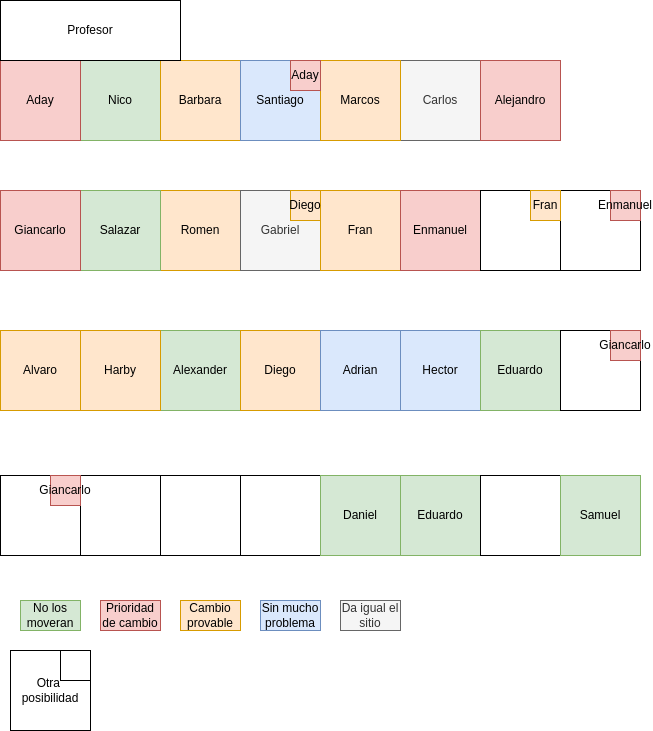 Profesor
Aday
Nico
Barbara
Santiago
Aday
Marcos
Carlos
Alejandro
Giancarlo
Salazar
Romen
Gabriel
Diego
Fran
Enmanuel
Fran
Enmanuel
Alvaro
Harby
Alexander
Diego
Adrian
Hector
Eduardo
Giancarlo
Giancarlo
Daniel
Eduardo
Samuel
No los
moveran
Prioridad
de cambio
Cambio
provable
Sin mucho
problema
Da igual el
sitio
Otra
posibilidad